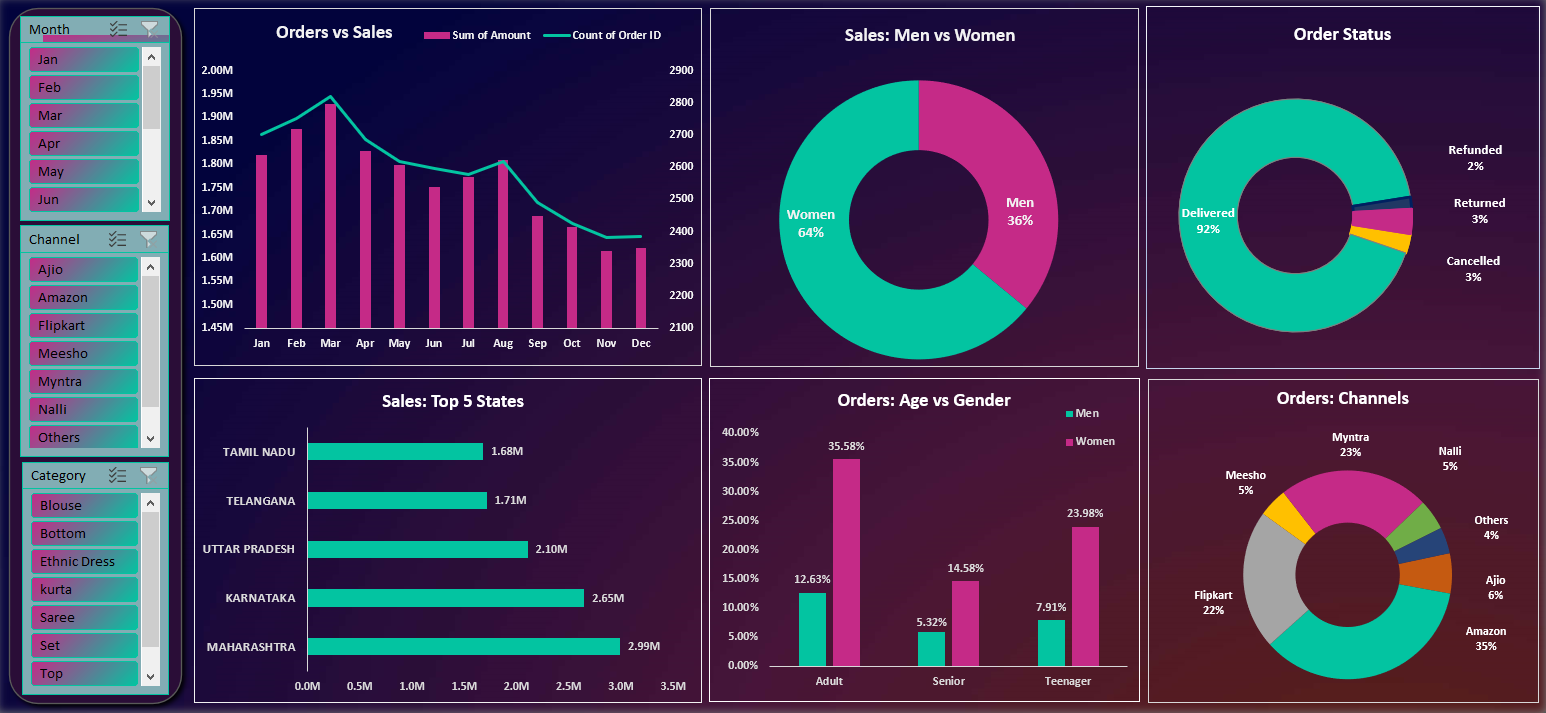 Month
Jan
Feb
Mar
Apr
May
Jun
Channel
Ajio
Amazon
Flipkart
Meesho
Myntra
Nalli
Others
Category
Blouse
Bottom
Ethnic Dress
kurta
Saree
Set
Top
Orders vs Sales
Sum of Amount
Count of Order ID
2.00M
1.95M
1.90M
1.85M
1.80M
1.75M
1.70M
1.65M
1.60M
1.55M
1.50M
1.45M
2900
2800
2700
2600
2500
2400
2300
2200
2100
Jan Feb Mar Apr May Jun Jul Aug Sep Oct Nov Dec
Sales: Men vs Women
Women
64%
Men
36%
Order Status
Delivered
92%
Refunded
2%
Returned
3%
Cancelled
3%
Sales: Top 5 States
TAMIL NADU 1.68M
TELANGANA 1.71M
UTTAR PRADESH 2.10M
KARNATAKA 2.65M
MAHARASHTRA 2.99M
0.0M 0.5M 1.0M 1.5M 2.0M 2.5M 3.0M 3.5M
Orders: Age vs Gender
Men
Women
40.00%
35.00%
30.00%
25.00%
20.00%
15.00%
10.00%
5.00%
0.00%
12.63% 35.58%
5.32% 14.58%
7.91% 23.98%
Adult Senior Teenager
Orders: Channels
Myntra
23%
Nalli
5%
Meesho
5%
Others
4%
Ajio
6%
Flipkart
22%
Amazon
35%